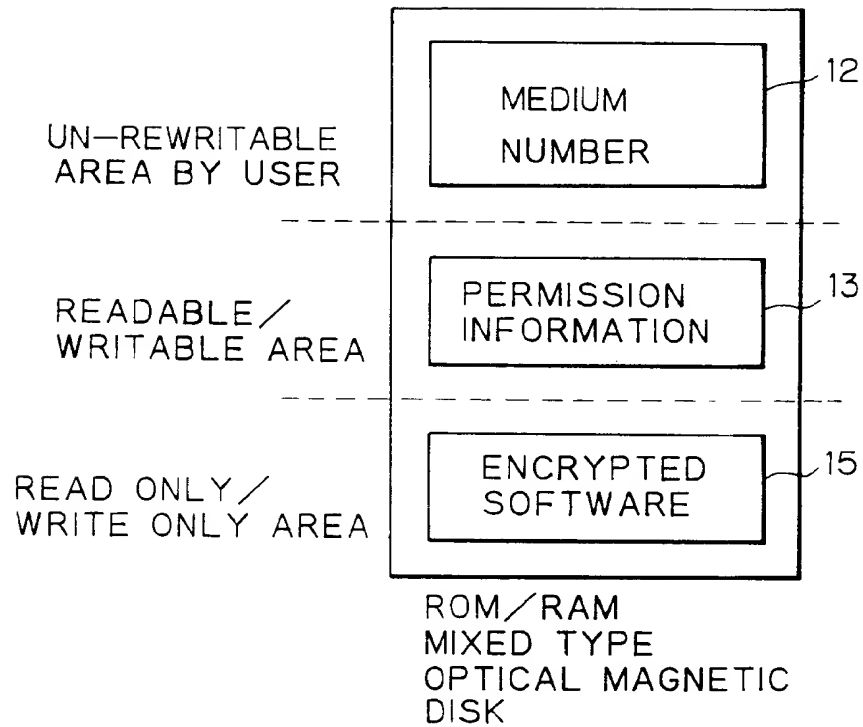 12
MEDIUM
NUMBER
UN-REWRITABLE
AREA BY USER
13
PERMISSION
INFORMATION
READABLE/
WRITABLE AREA
15
ENCRYPTED
SOFTWARE
READ ONLY/
WRITE ONLY AREA
ROM/RAM
MIXED TYPE
OPTICAL MAGNETIC
DISK